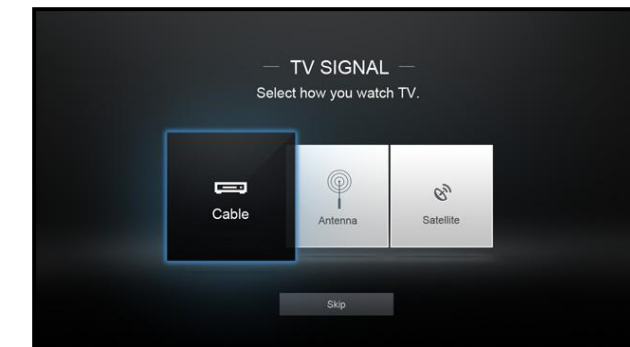 TV SIGNAL
Select how you watch TV.
Cable
Antenna
Satellite
Skip